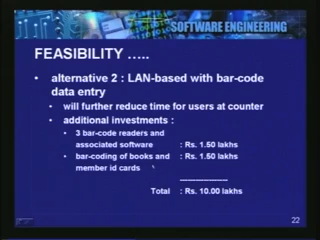 SOFTWARE ENGINEERING
FEASIBILITY .....
• alternative 2 : LAN-based with bar-code
data entry
• will further reduce time for users at counter
• additional investments :
• 3 bar-code readers and
associated software : Rs. 1.50 lakhs
• bar-coding of books and : Rs. 1.50 lakhs
member id cards
Total : Rs. 10.00 lakhs
22